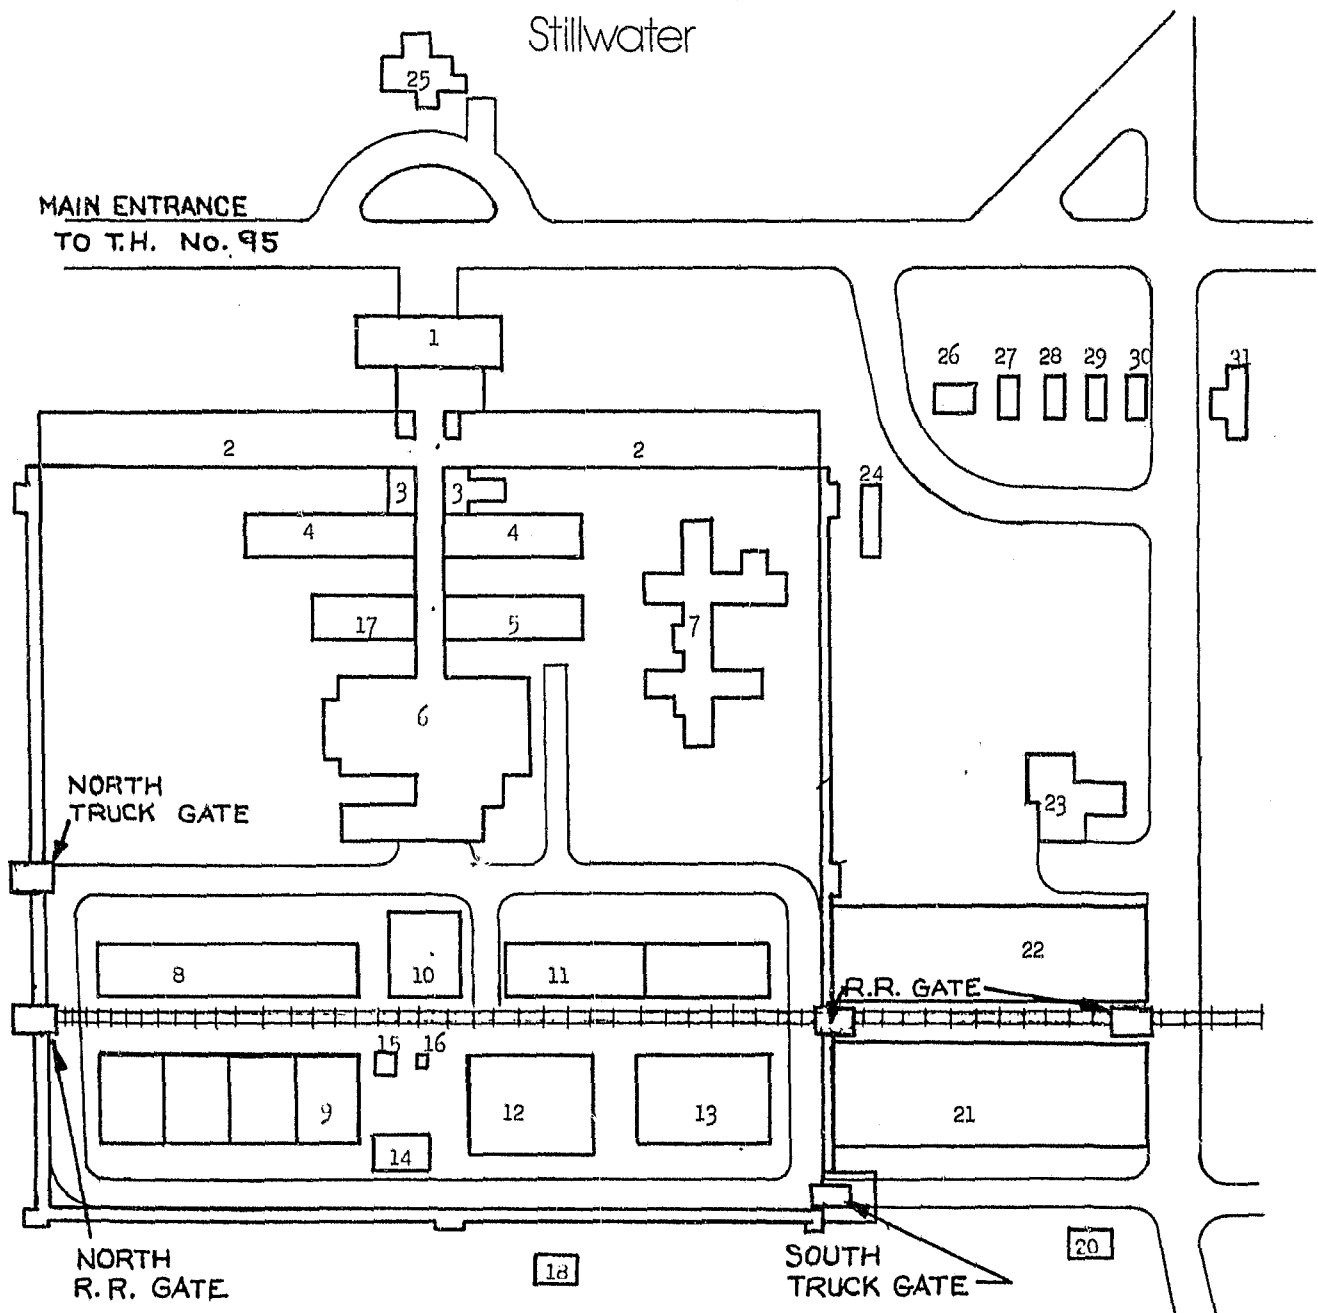 Stillwater
25
MAIN ENTRANCE
TO T.H. No. 95
1
26 27 28 29 30 31
2 2
24
3 3
4 4
17 5 7
6
NORTH
TRUCK GATE
23
22
8 10 11
R.R. GATE
15 16
9 12 13 21
14
NORTH
R.R. GATE
18
SOUTH
TRUCK GATE
20